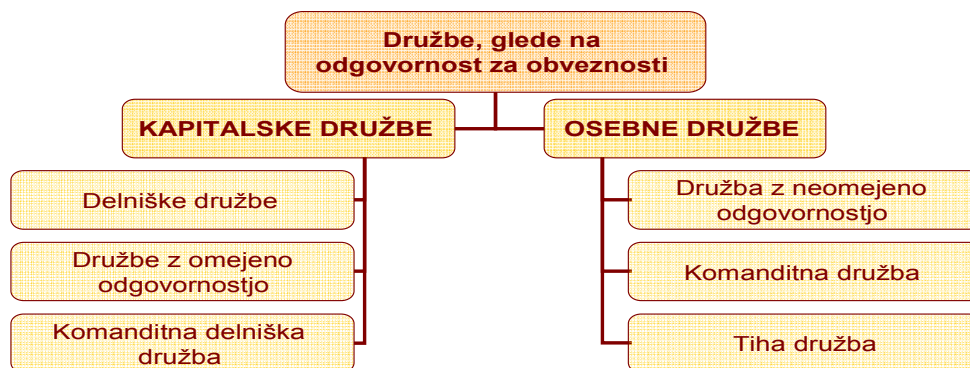 Družbe, glede na
odgovornost za obveznosti
KAPITALSKE DRUŽBE
OSEBNE DRUŽBE
Delniške družbe
Družbe z omejeno
odgovornostjo
Komanditna delniška
družba
Družba z neomejeno
odgovornostjo
Komanditna družba
Tiha družba